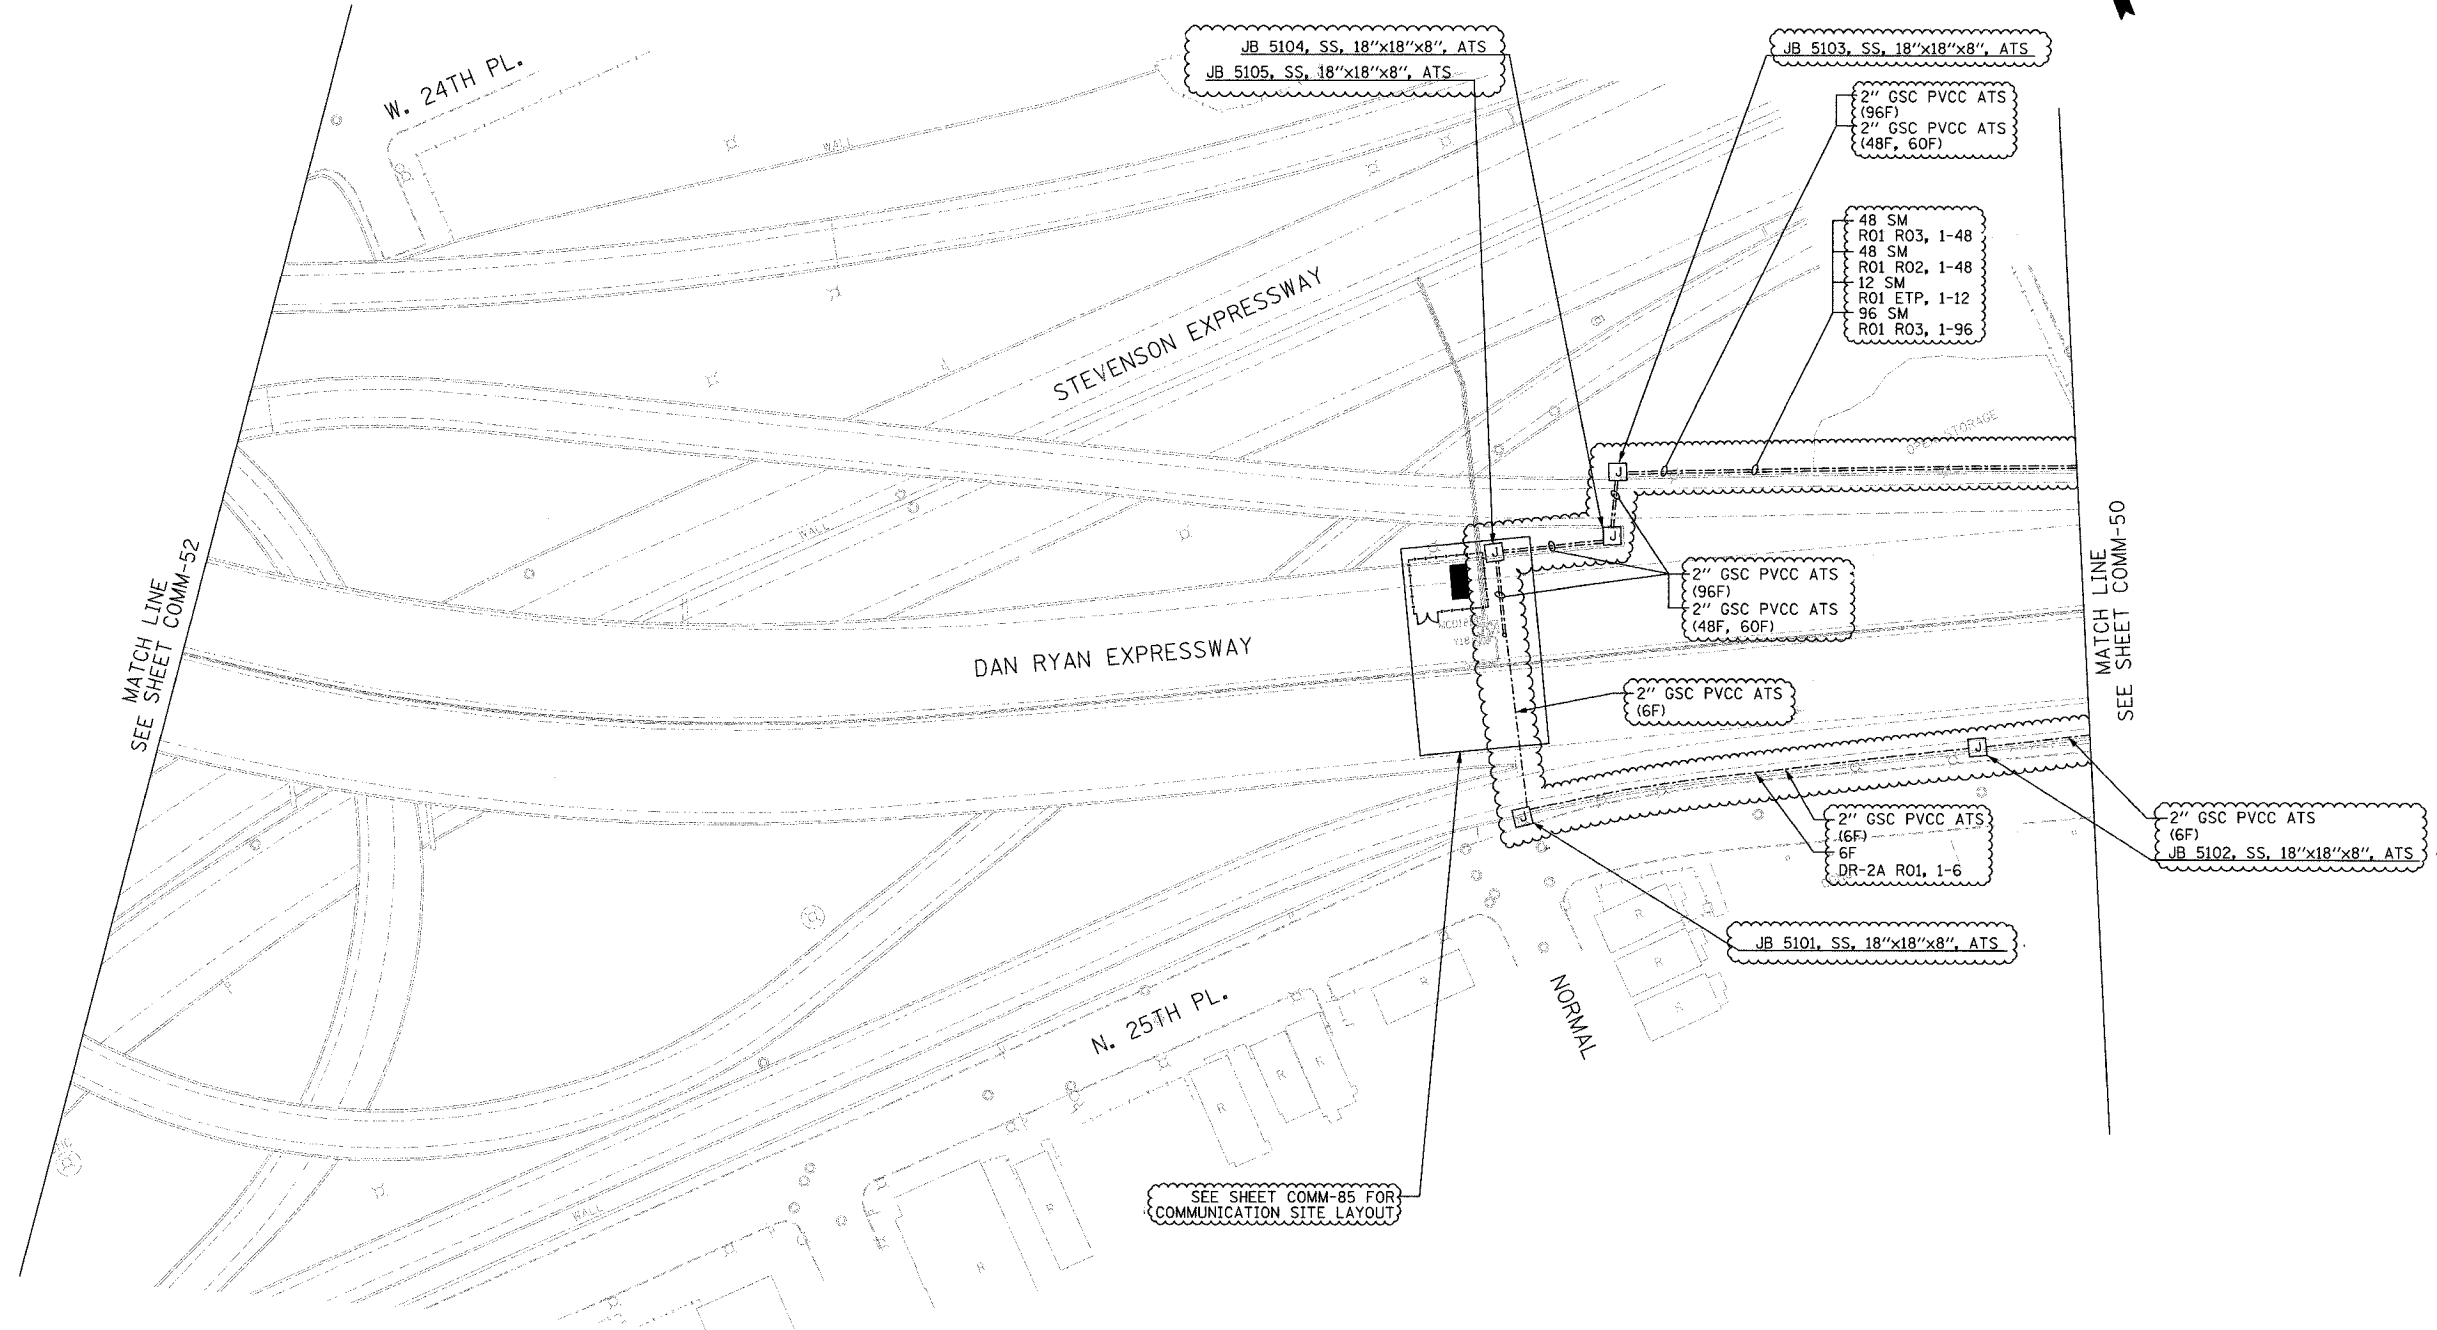 JB 5104, SS, 18"x18"x8", ATS
JB 5105, SS, 18"x18"x8", ATS
JB 5103, SS, 18"x18"x8", ATS
2" GSC PVCC ATS
(96F)
2" GSC PVCC ATS
(48F, 60F)
W. 24TH PL.
WALL
48 SM
R01 R03, 1-48
48 SM
R01 R02, 1-48
12 SM
R01 ETP, 1-12
96 SM
R01 R03, 1-96
STEVENSON EXPRESSWAY
OPEN STORAGE
J
J
J
WALL
MATCH LINE
SEE SHEET COMM-52
MATCH LINE
SEE SHEET COMM-50
2" GSC PVCC ATS
(96F)
2" GSC PVCC ATS
(48F, 60F)
DAN RYAN EXPRESSWAY
2" GSC PVCC ATS
(6F)
J
J
2" GSC PVCC ATS
(6F)
6F
DR-2A R01, 1-6
2" GSC PVCC ATS
(6F)
JB 5102, SS, 18"x18"x8", ATS
JB 5101, SS, 18"x18"x8", ATS
R
R
S
R
NORMAL
N. 25TH PL.
R
R
R
R
R
WALL
SEE SHEET COMM-85 FOR
COMMUNICATION SITE LAYOUT